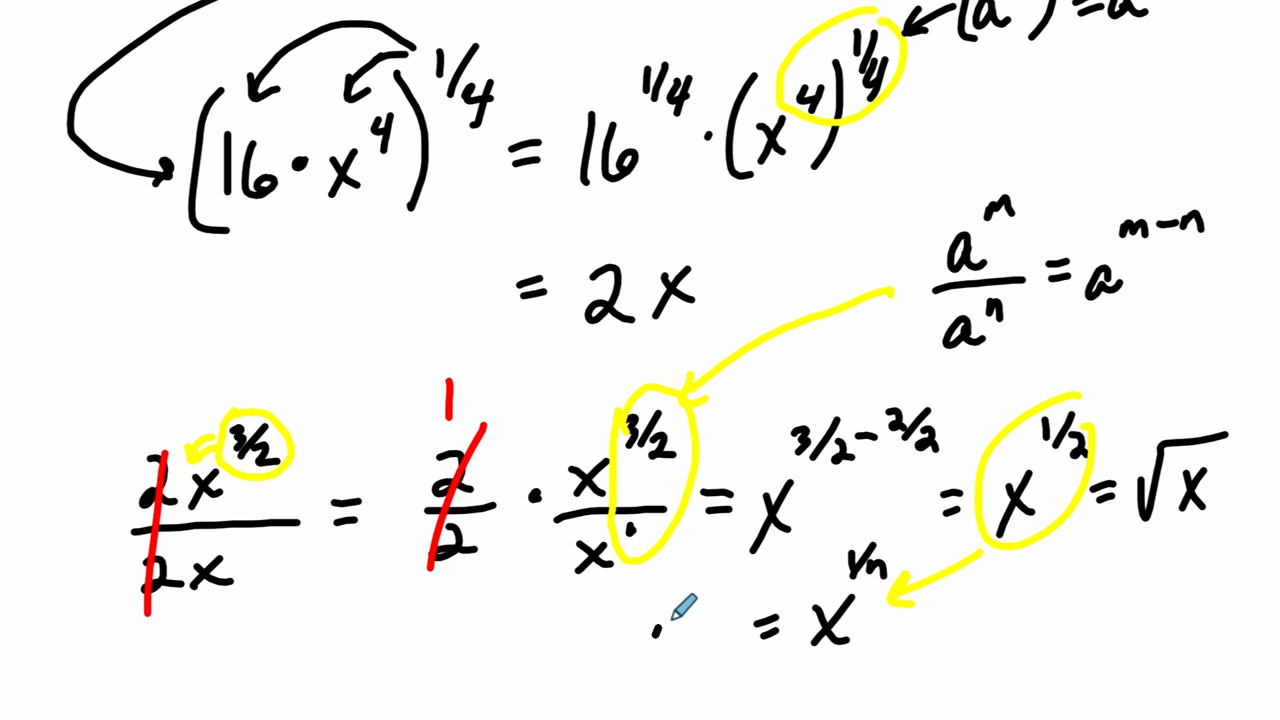 (a ) = a
(16 · x^4)^1/4 = 16^1/4 · (x^4)^1/4
= 2x
a^m / a^n = a^m-n
1
2x^3/2 / 2x = 2/2 · x^3/2 / x^· = x^3/2-2/2 = x^1/2 = √x
· = x^1/n